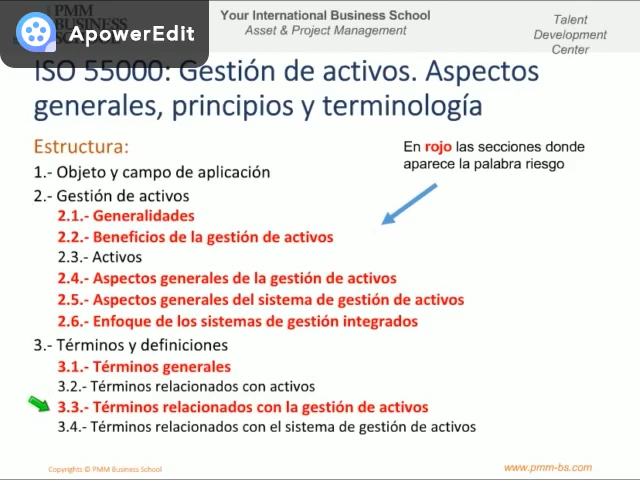 PMM
BUSINESS
SCHOOL
ApowerEdit
Your International Business School
Asset & Project Management
Talent
Development
Center
ISO 55000: Gestión de activos. Aspectos
generales, principios y terminología
Estructura:
En rojo las secciones donde
aparece la palabra riesgo
1.- Objeto y campo de aplicación
2.- Gestión de activos
2.1.- Generalidades
2.2.- Beneficios de la gestión de activos
2.3.- Activos
2.4.- Aspectos generales de la gestión de activos
2.5.- Aspectos generales del sistema de gestión de activos
2.6.- Enfoque de los sistemas de gestión integrados
3.- Términos y definiciones
3.1.- Términos generales
3.2.- Términos relacionados con activos
3.3.- Términos relacionados con la gestión de activos
3.4.- Términos relacionados con el sistema de gestión de activos
Copyrights © PMM Business School
www.pmm-bs.com